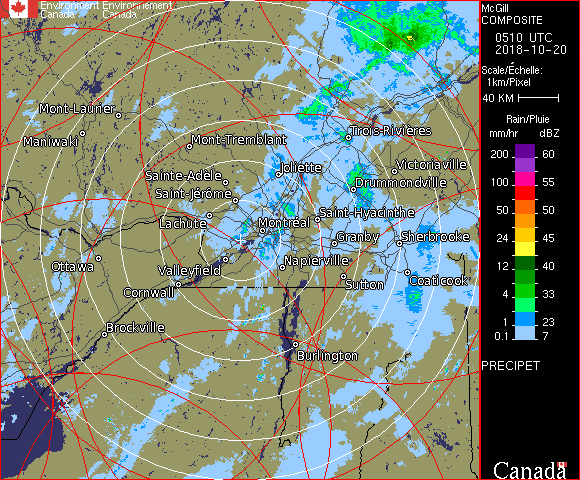 Environment Environnement
Canada Canada
McGill
COMPOSITE
0510 UTC
2018-10-20
Scale/Échelle:
1km/Pixel
40 KM
Rain/Pluie
mm/hr dBZ
200 60
100 55
50 50
24 45
12 40
4 33
1 23
0.1 7
PRECIPET
Canada
Mont-Laurier
Maniwaki
Mont-Tremblant
Trois-Rivières
Sainte-Adèle
Joliette
Victoriaville
Saint-Jérôme
Drummondville
Lachute
Montréal
Saint-Hyacinthe
Granby
Sherbrooke
Ottawa
Valleyfield
Napierville
Cornwall
Sutton
Coaticook
Brockville
Burlington